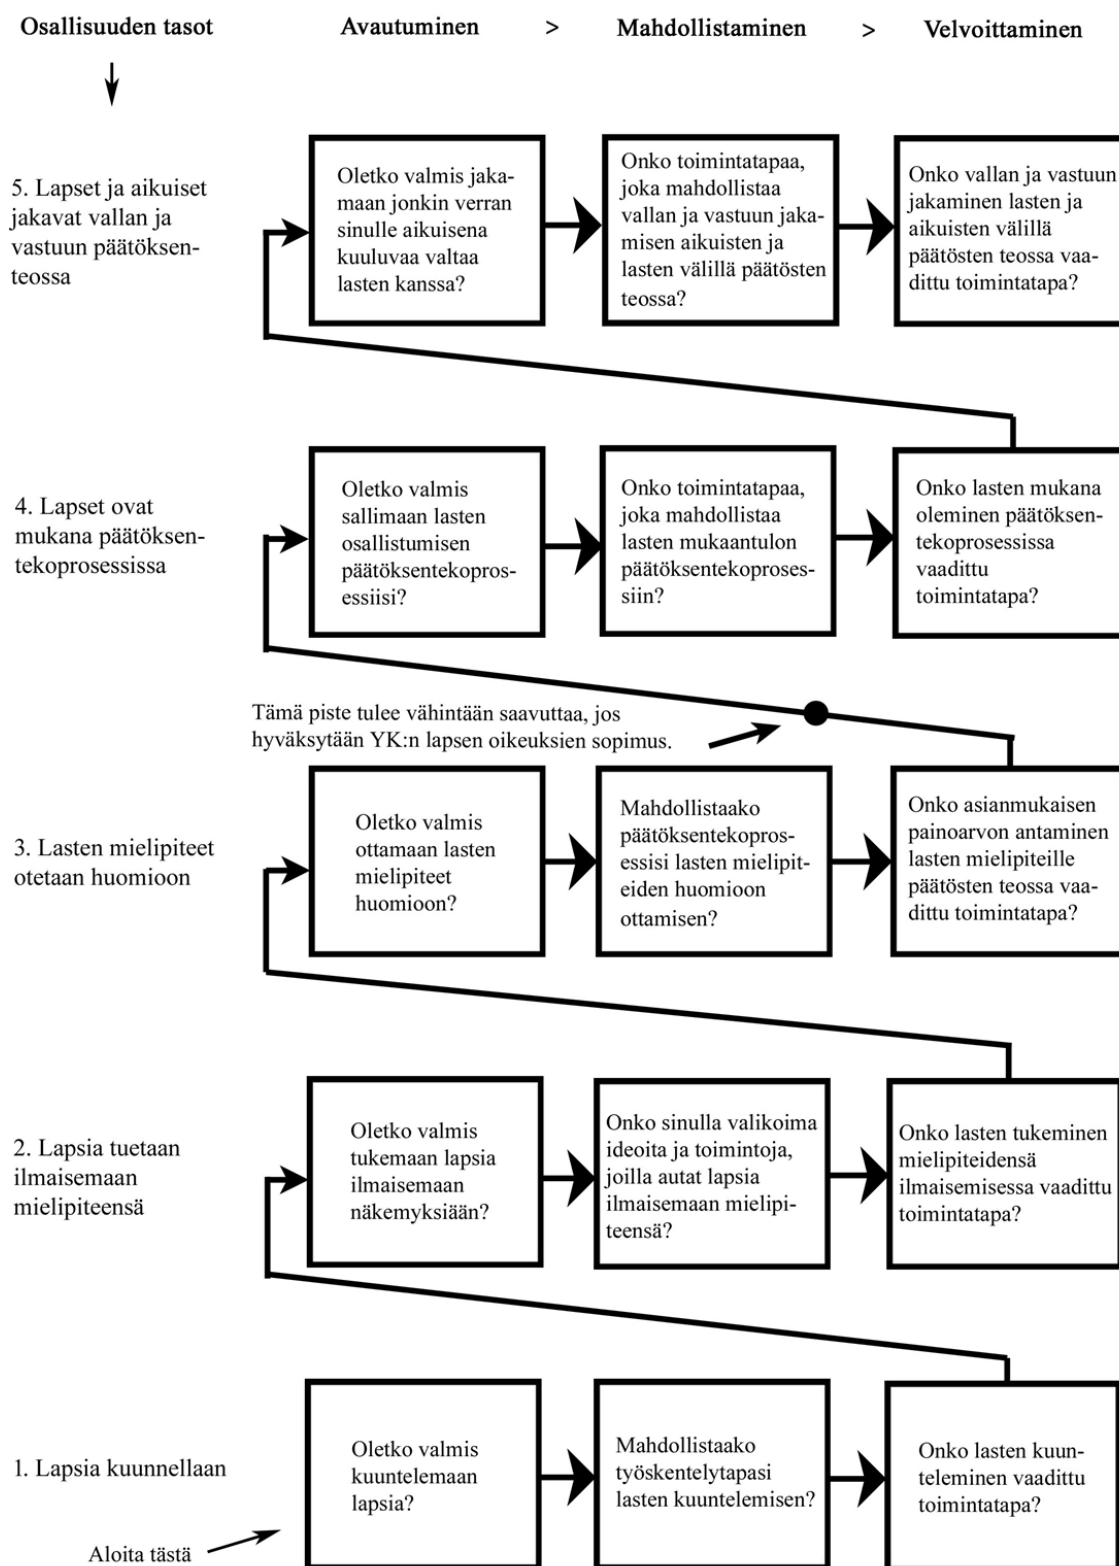 Osallisuuden tasot
Avautuminen > Mahdollistaminen > Velvoittaminen
5. Lapset ja aikuiset
jakavat vallan ja
vastuun päätöksen-
teossa
Oletko valmis jaka-
maan jonkin verran
sinulle aikuisena
kuuluvaa valtaa
lasten kanssa?
Onko toimintatapaa,
joka mahdollistaa
vallan ja vastuun jaka-
misen aikuisten ja
lasten välillä päätösten
teossa?
Onko vallan ja vastuun
jakaminen lasten ja
aikuisten välillä
päätösten teossa vaa-
dittu toimintatapa?
4. Lapset ovat
mukana päätöksen-
tekoprosessissa
Oletko valmis
sallimaan lasten
osallistumisen
päätöksentekopros-
essiisi?
Onko toimintatapaa,
joka mahdollistaa
lasten mukaantulon
päätöksentekoproses-
siin?
Onko lasten mukana
oleminen päätöksen-
tekoprosessissa
vaadittu
toimintatapa?
Tämä piste tulee vähintään saavuttaa, jos
hyväksytään YK:n lapsen oikeuksien sopimus.
3. Lasten mielipiteet
otetaan huomioon
Oletko valmis
ottamaan lasten
mielipiteet
huomioon?
Mahdollistaako
päätöksentekopros-
essisi lasten mielipit-
eiden huomioon
ottamisen?
Onko asianmukaisen
painoarvon antaminen
lasten mielipiteille
päätösten teossa vaa-
dittu toimintatapa?
2. Lapsia tuetaan
ilmaisemaan
mielipiteensä
Oletko valmis
tukemaan lapsia
ilmaisemaan
näkemyksiään?
Onko sinulla valikoima
ideoita ja toimintoja,
joilla autat lapsia
ilmaisemaan mielipi-
teensä?
Onko lasten tukeminen
mielipiteidensä
ilmaisemisessa vaadittu
toimintatapa?
1. Lapsia kuunnellaan
Oletko valmis
kuuntelemaan
lapsia?
Mahdollistaako
työskentelytapasi
lasten kuuntelemisen?
Onko lasten kuun-
teleminen vaadittu
toimintatapa?
Aloita tästä